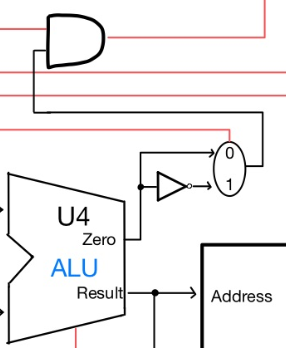 0
1
U4
Zero
ALU
Result
Address